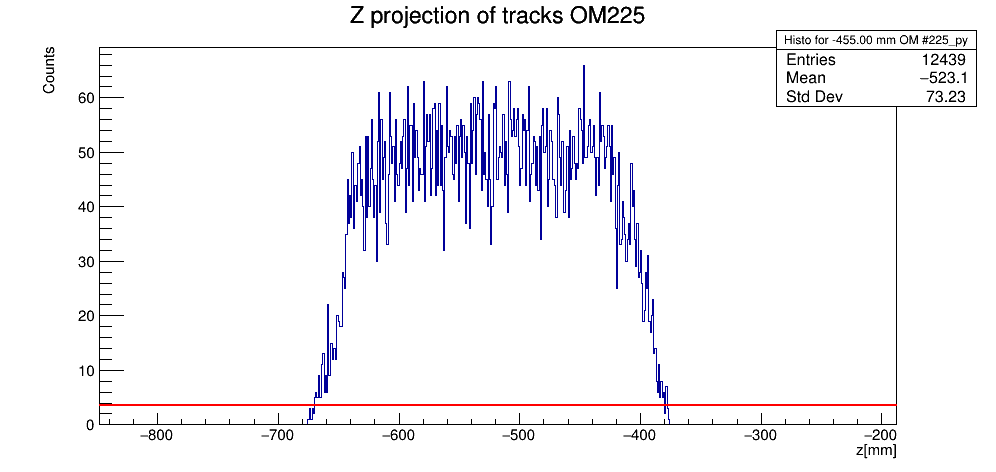 Z projection of tracks OM225
Histo for -455.00 mm OM #225_py
Entries 12439
Mean −523.1
Std Dev 73.23
Counts
60
50
40
30
20
10
0
−800 −700 −600 −500 −400 −300 −200
z[mm]